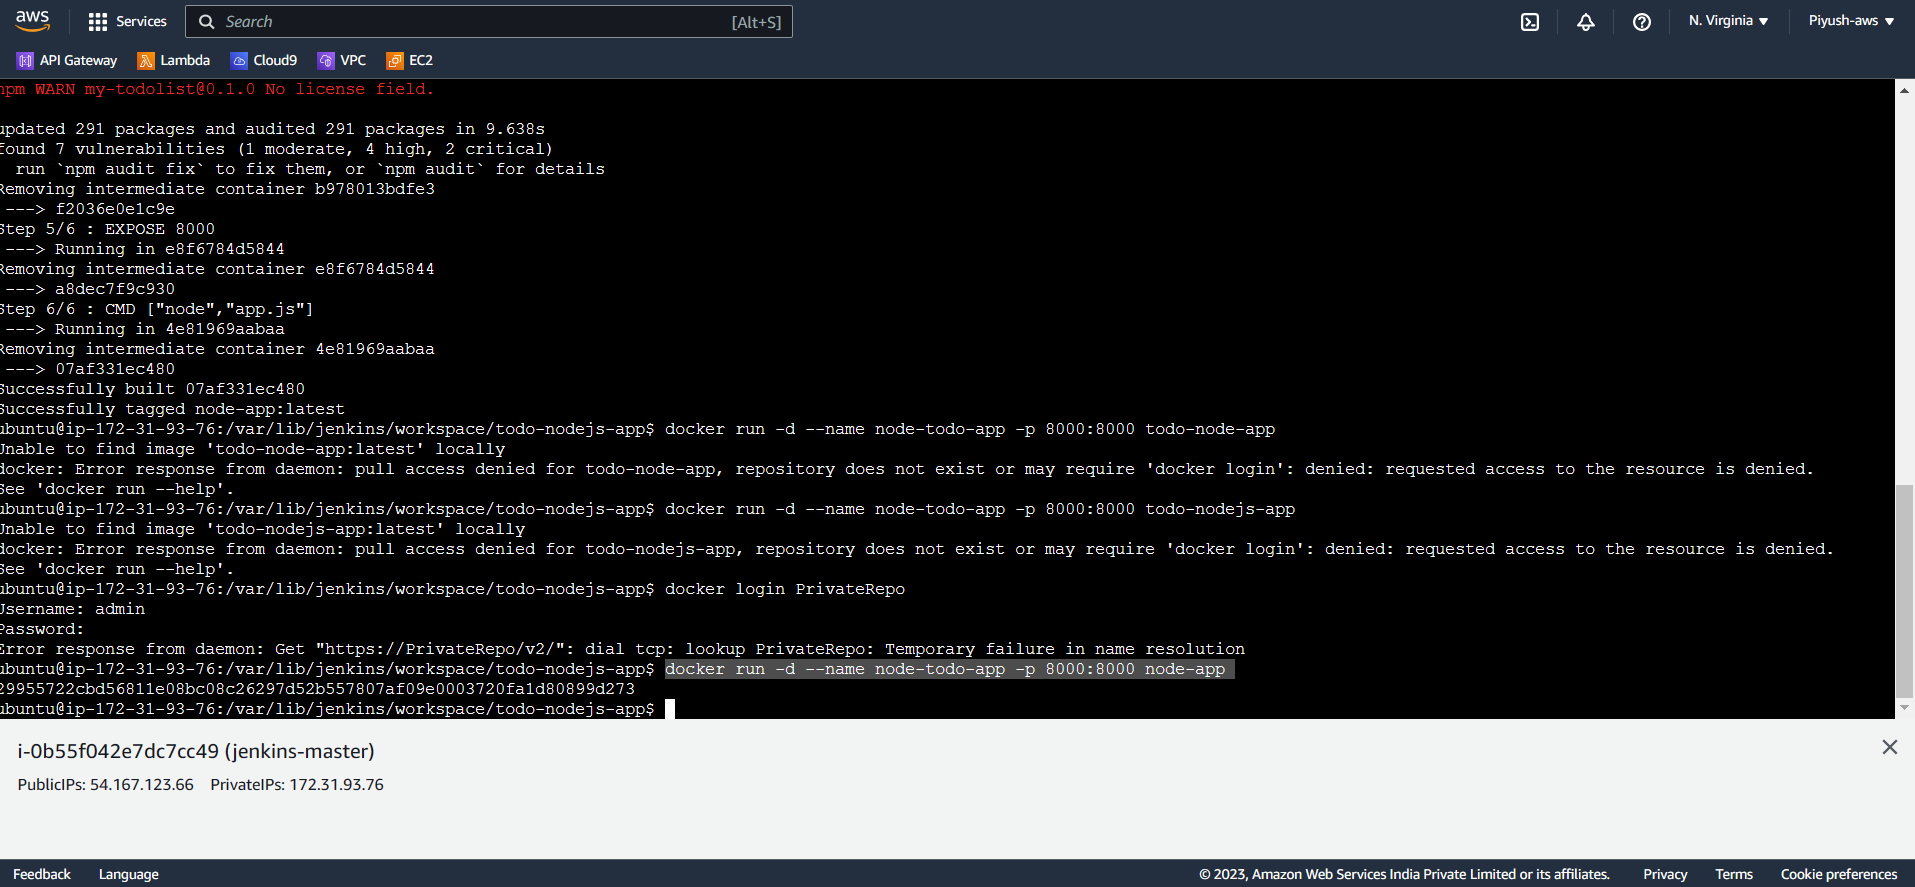 aws
Services
Search
[Alt+S]
N. Virginia
Piyush-aws
API Gateway
Lambda
Cloud9
VPC
EC2
npm WARN my-todolist@0.1.0 No license field.
updated 291 packages and audited 291 packages in 9.638s
found 7 vulnerabilities (1 moderate, 4 high, 2 critical)
run `npm audit fix` to fix them, or `npm audit` for details
Removing intermediate container b978013bdfe3
---> f2036e0e1c9e
Step 5/6 : EXPOSE 8000
---> Running in e8f6784d5844
Removing intermediate container e8f6784d5844
---> a8dec7f9c930
Step 6/6 : CMD ["node","app.js"]
---> Running in 4e81969aabaa
Removing intermediate container 4e81969aabaa
---> 07af331ec480
Successfully built 07af331ec480
Successfully tagged node-app:latest
ubuntu@ip-172-31-93-76:/var/lib/jenkins/workspace/todo-nodejs-app$ docker run -d --name node-todo-app -p 8000:8000 todo-node-app
Unable to find image 'todo-node-app:latest' locally
docker: Error response from daemon: pull access denied for todo-node-app, repository does not exist or may require 'docker login': denied: requested access to the resource is denied.
See 'docker run --help'.
ubuntu@ip-172-31-93-76:/var/lib/jenkins/workspace/todo-nodejs-app$ docker run -d --name node-todo-app -p 8000:8000 todo-nodejs-app
Unable to find image 'todo-nodejs-app:latest' locally
docker: Error response from daemon: pull access denied for todo-nodejs-app, repository does not exist or may require 'docker login': denied: requested access to the resource is denied.
See 'docker run --help'.
ubuntu@ip-172-31-93-76:/var/lib/jenkins/workspace/todo-nodejs-app$ docker login PrivateRepo
Username: admin
Password:
Error response from daemon: Get "https://PrivateRepo/v2/": dial tcp: lookup PrivateRepo: Temporary failure in name resolution
ubuntu@ip-172-31-93-76:/var/lib/jenkins/workspace/todo-nodejs-app$ docker run -d --name node-todo-app -p 8000:8000 node-app
29955722cbd56811e08bc08c26297d52b557807af09e0003720fa1d80899d273
ubuntu@ip-172-31-93-76:/var/lib/jenkins/workspace/todo-nodejs-app$
i-0b55f042e7dc7cc49 (jenkins-master)
PublicIPs: 54.167.123.66 PrivateIPs: 172.31.93.76
Feedback
Language
© 2023, Amazon Web Services India Private Limited or its affiliates.
Privacy
Terms
Cookie preferences